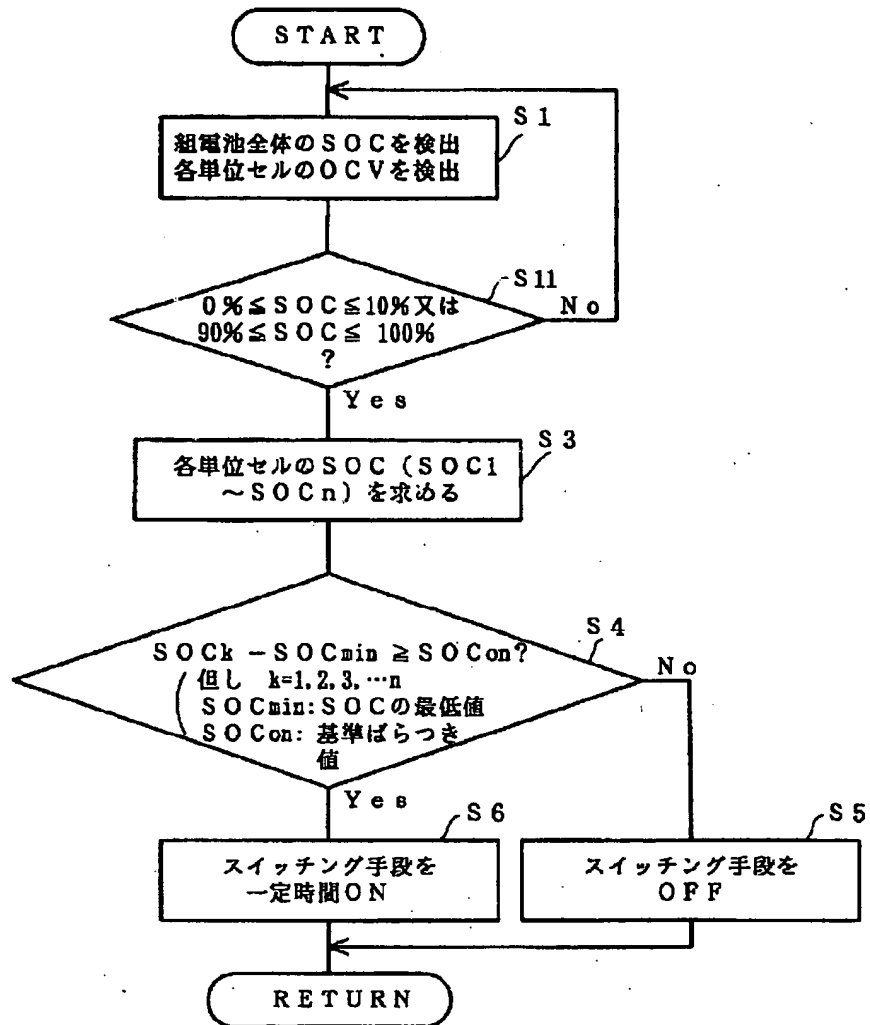 START
S1
組電池全体のSOCを検出
各単位セルのOCVを検出
S11
0%≦SOC≦10%又は
90%≦SOC≦ 100%
?
No
Yes
S3
各単位セルのSOC(SOC1
~SOCn)を求める
S4
SOCk -SOCmin ≧SOCon?
但し k=1,2,3,…n
SOCmin:SOCの最低値
SOCon: 基準ばらつき
値
No
Yes
S6
スイッチング手段を
一定時間ON
S5
スイッチング手段を
OFF
RETURN